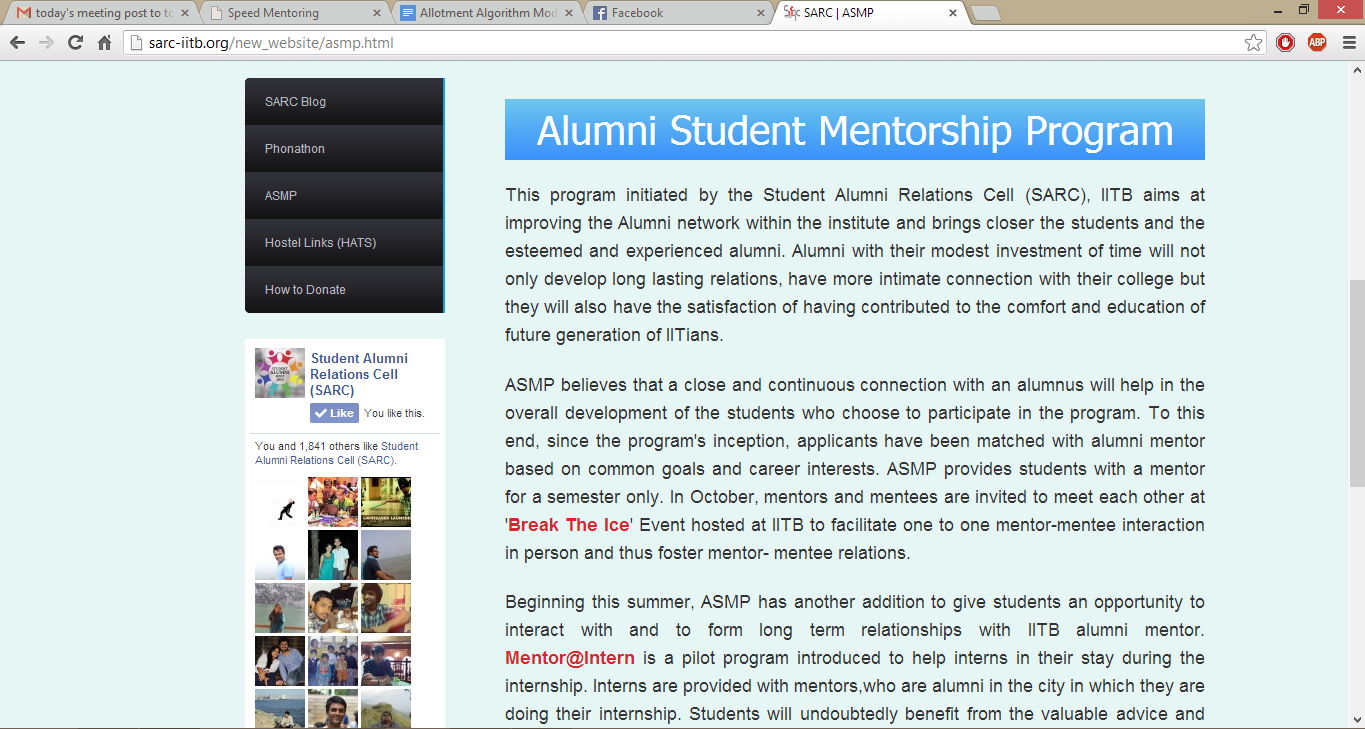 today's meeting post to to
Speed Mentoring
Allotment Algorithm Mod
Facebook
SARC | ASMP
sarc-iitb.org/new_website/asmp.html
ABP
SARC Blog
Phonathon
ASMP
Hostel Links (HATS)
How to Donate
Student Alumni
Relations Cell
(SARC)
Like
You like this.
You and 1,841 others like Student
Alumni Relations Cell (SARC).
Alumni Student Mentorship Program
This program initiated by the Student Alumni Relations Cell (SARC), IITB aims at
improving the Alumni network within the institute and brings closer the students and the
esteemed and experienced alumni. Alumni with their modest investment of time will not
only develop long lasting relations, have more intimate connection with their college but
they will also have the satisfaction of having contributed to the comfort and education of
future generation of IITians.
ASMP believes that a close and continuous connection with an alumnus will help in the
overall development of the students who choose to participate in the program. To this
end, since the program's inception, applicants have been matched with alumni mentor
based on common goals and career interests. ASMP provides students with a mentor
for a semester only. In October, mentors and mentees are invited to meet each other at
'Break The Ice' Event hosted at IITB to facilitate one to one mentor-mentee interaction
in person and thus foster mentor- mentee relations.
Beginning this summer, ASMP has another addition to give students an opportunity to
interact with and to form long term relationships with IITB alumni mentor.
Mentor@Intern is a pilot program introduced to help interns in their stay during the
internship. Interns are provided with mentors,who are alumni in the city in which they are
doing their internship. Students will undoubtedly benefit from the valuable advice and